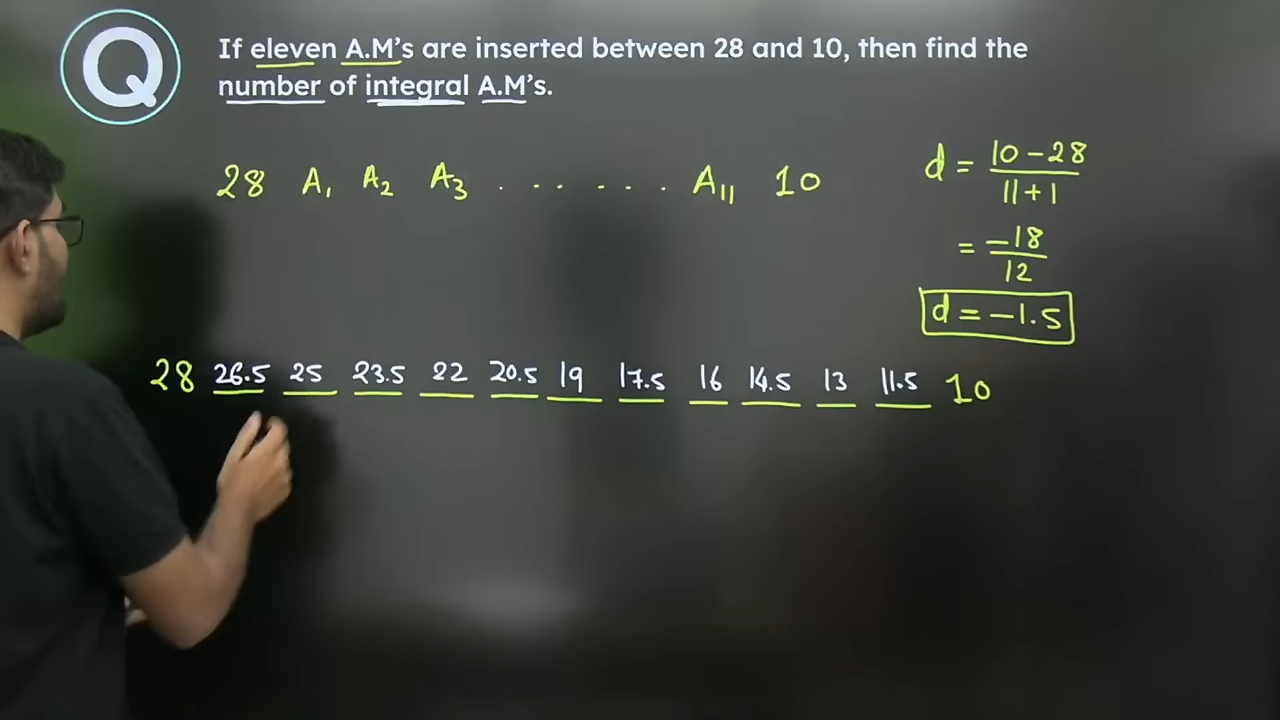 Q
If eleven A.M's are inserted between 28 and 10, then find the
number of integral A.M's.
28 A₁ A₂ A₃ . . . . . . . A₁₁ 10
d = (10 - 28)/(11 + 1)
= -18/12
d = -1.5
28 26.5 25 23.5 22 20.5 19 17.5 16 14.5 13 11.5 10